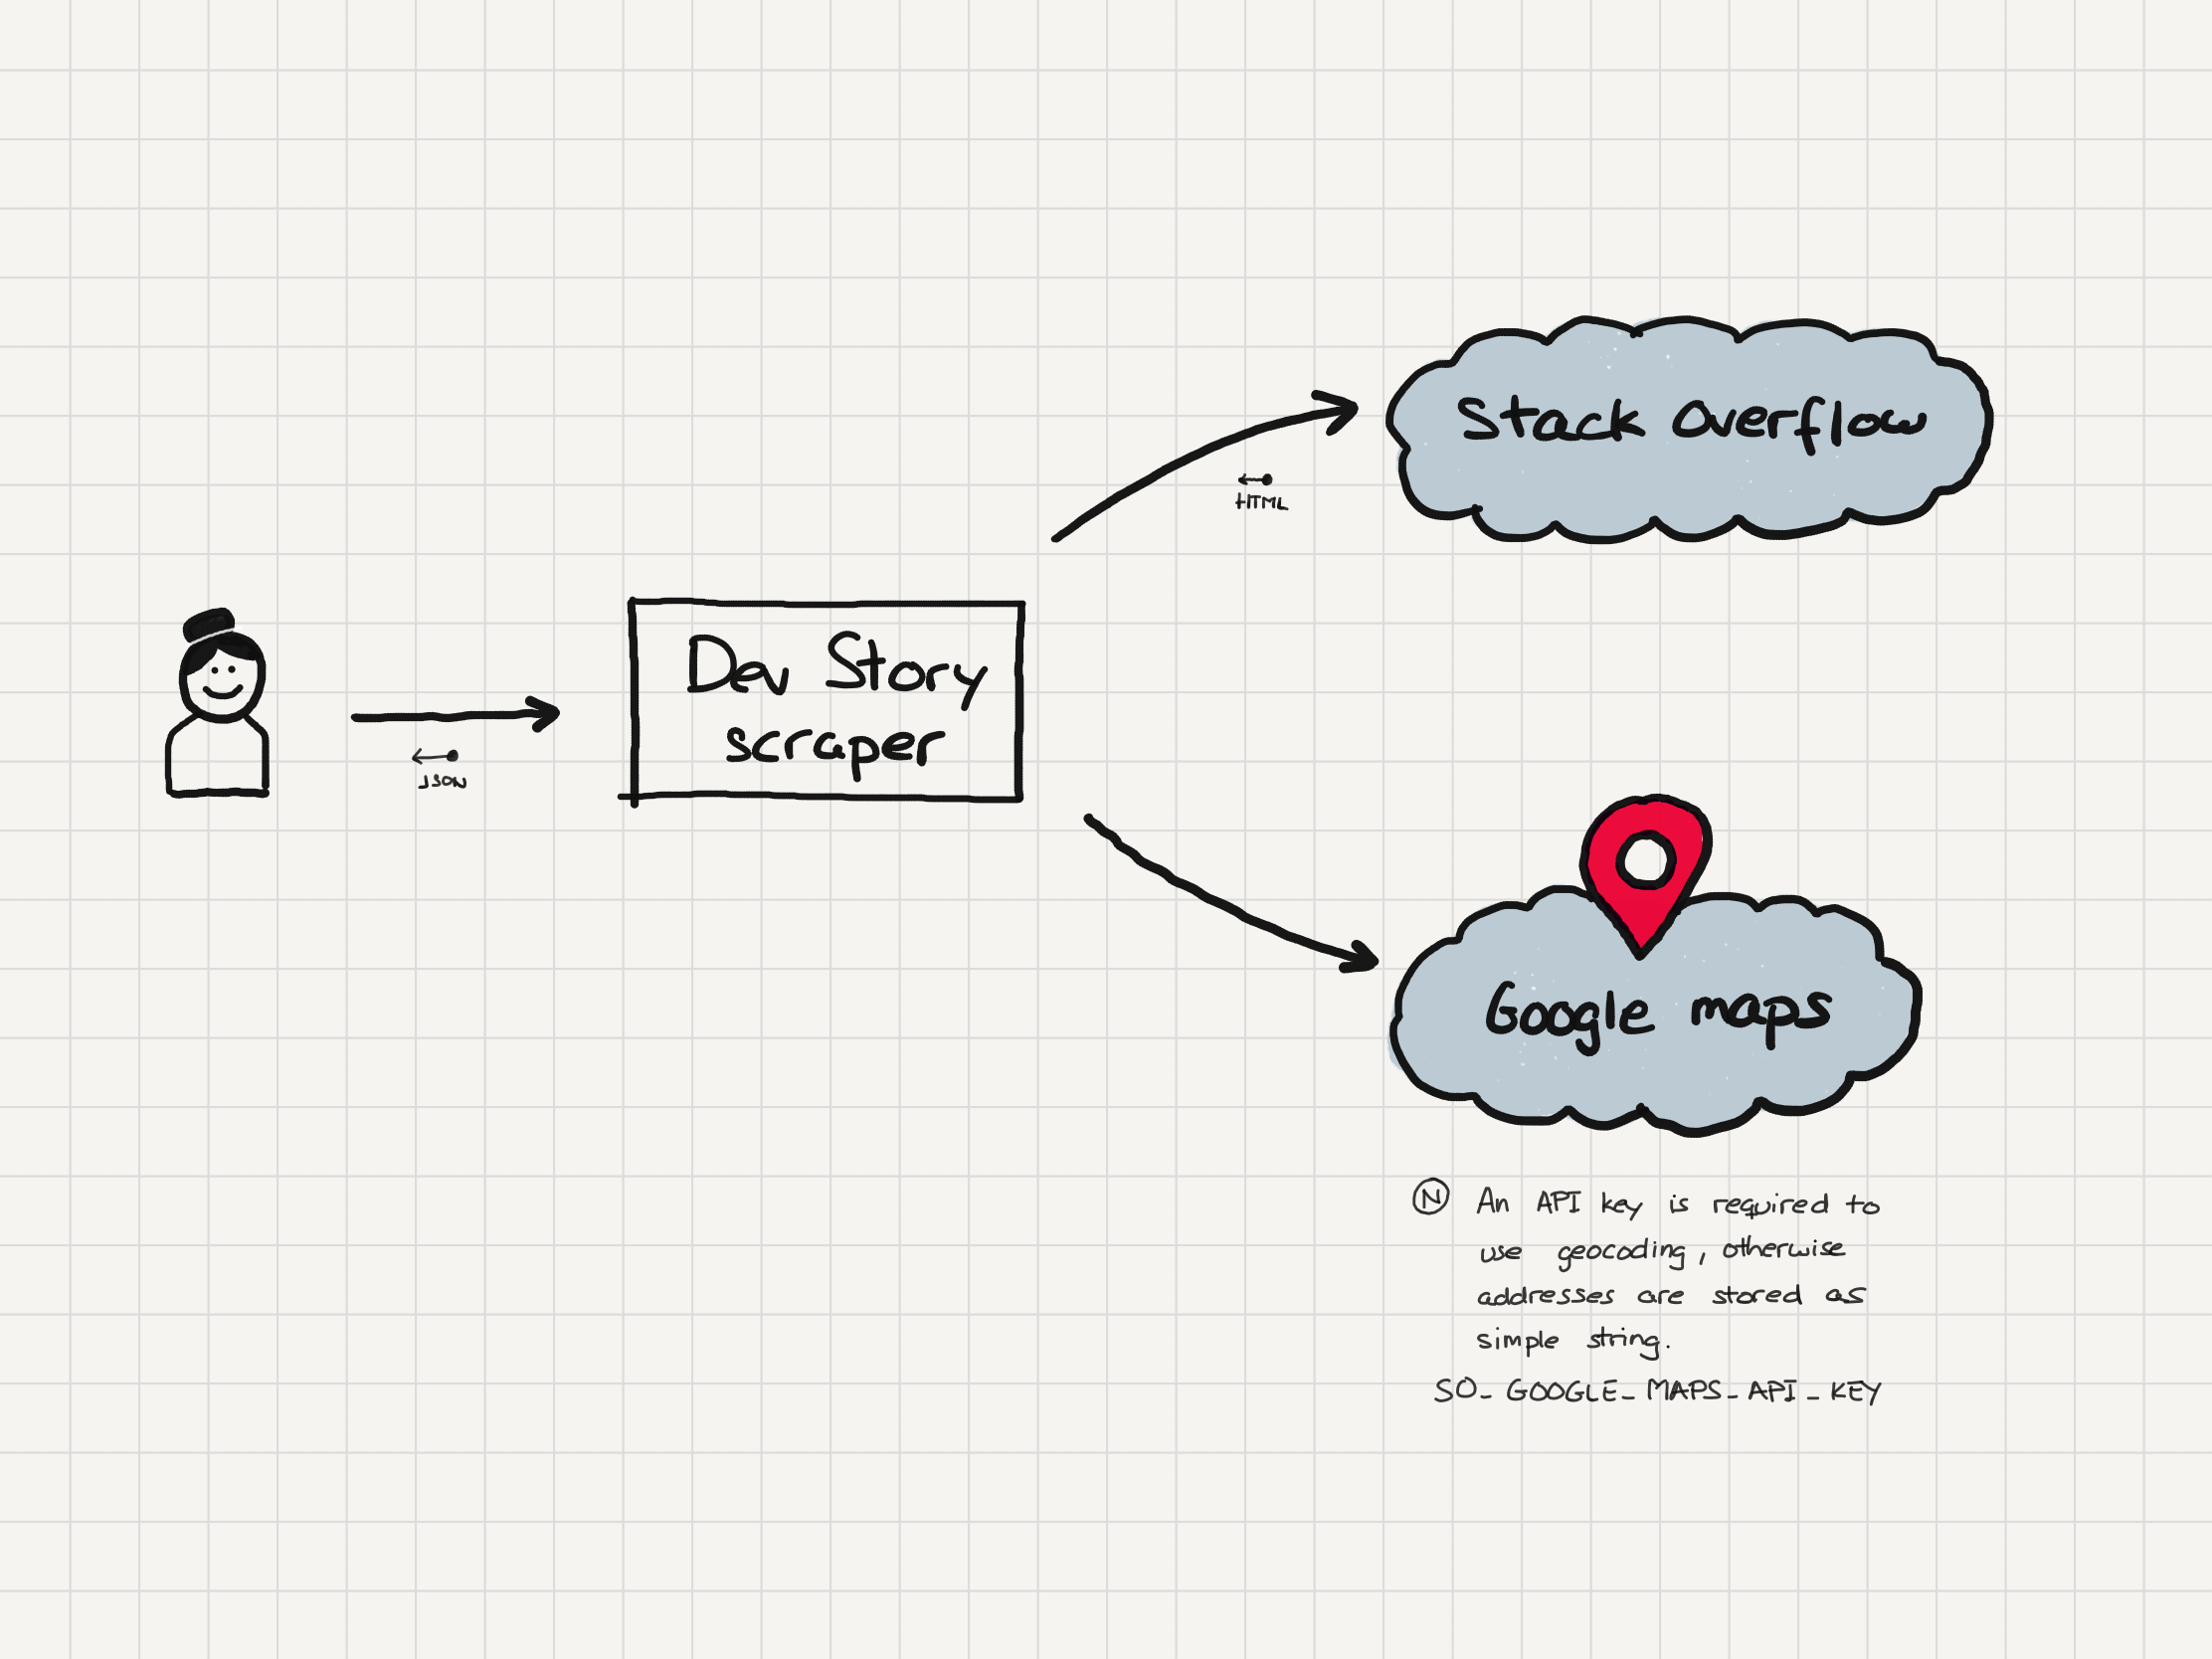 Stack Overflow
HTML
Dev Story
scraper
JSON
Google maps
N An API key is required to
use geocoding, otherwise
addresses are stored as
simple string.
SO_GOOGLE_MAPS_API_KEY